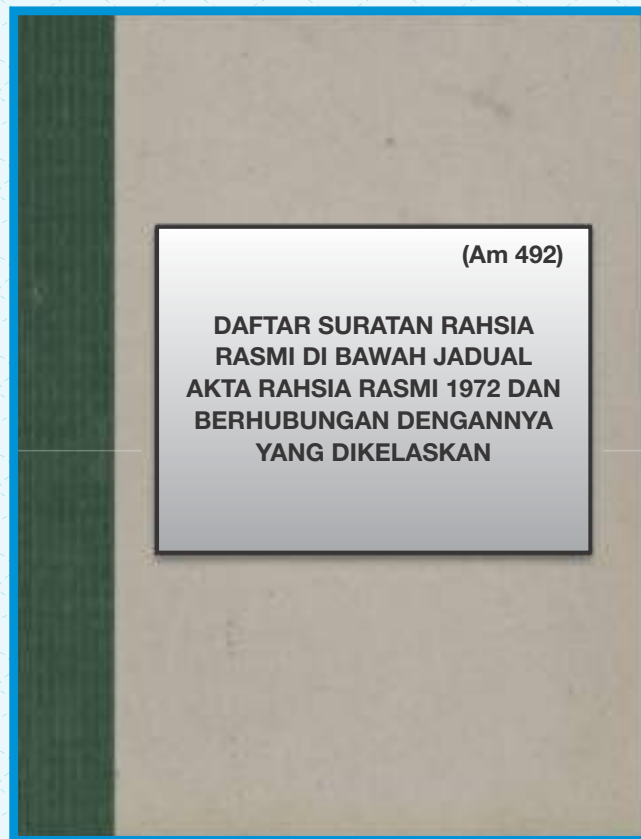 (Am 492)
DAFTAR SURATAN RAHSIA
RASMI DI BAWAH JADUAL
AKTA RAHSIA RASMI 1972 DAN
BERHUBUNGAN DENGANNYA
YANG DIKELASKAN